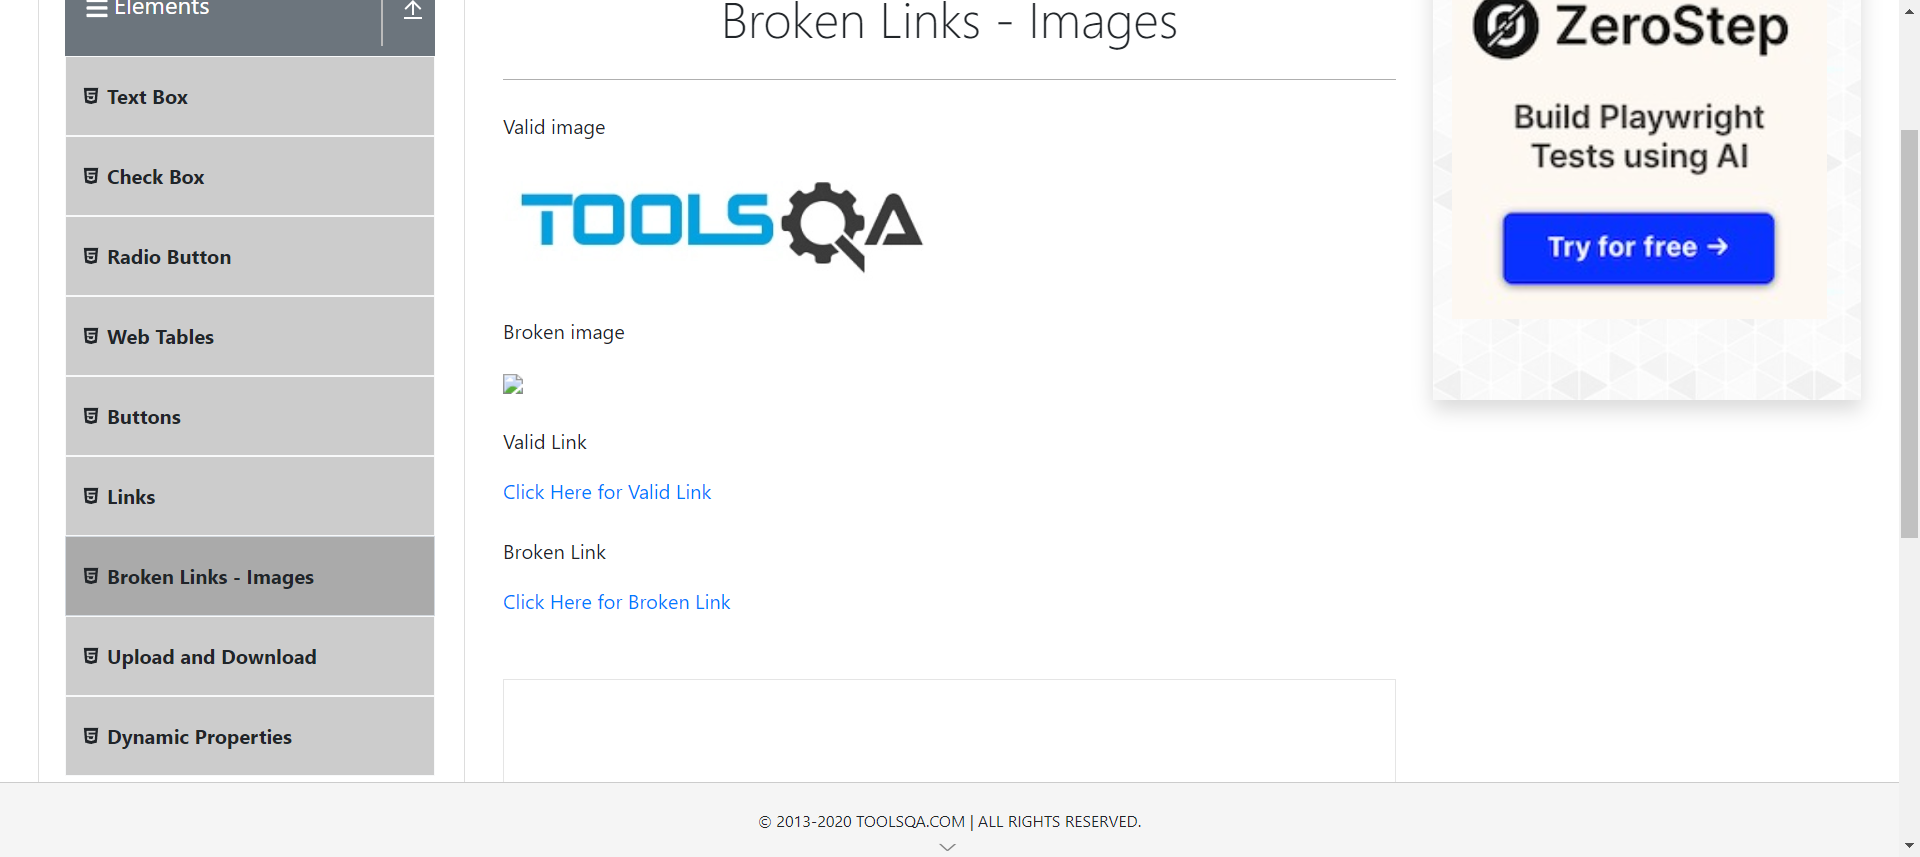 Elements
Text Box
Check Box
Radio Button
Web Tables
Buttons
Links
Broken Links - Images
Upload and Download
Dynamic Properties
Broken Links - Images
Valid image
TOOLSQA
Broken image
Valid Link
Click Here for Valid Link
Broken Link
Click Here for Broken Link
ZeroStep
Build Playwright
Tests using AI
Try for free →
© 2013-2020 TOOLSQA.COM | ALL RIGHTS RESERVED.